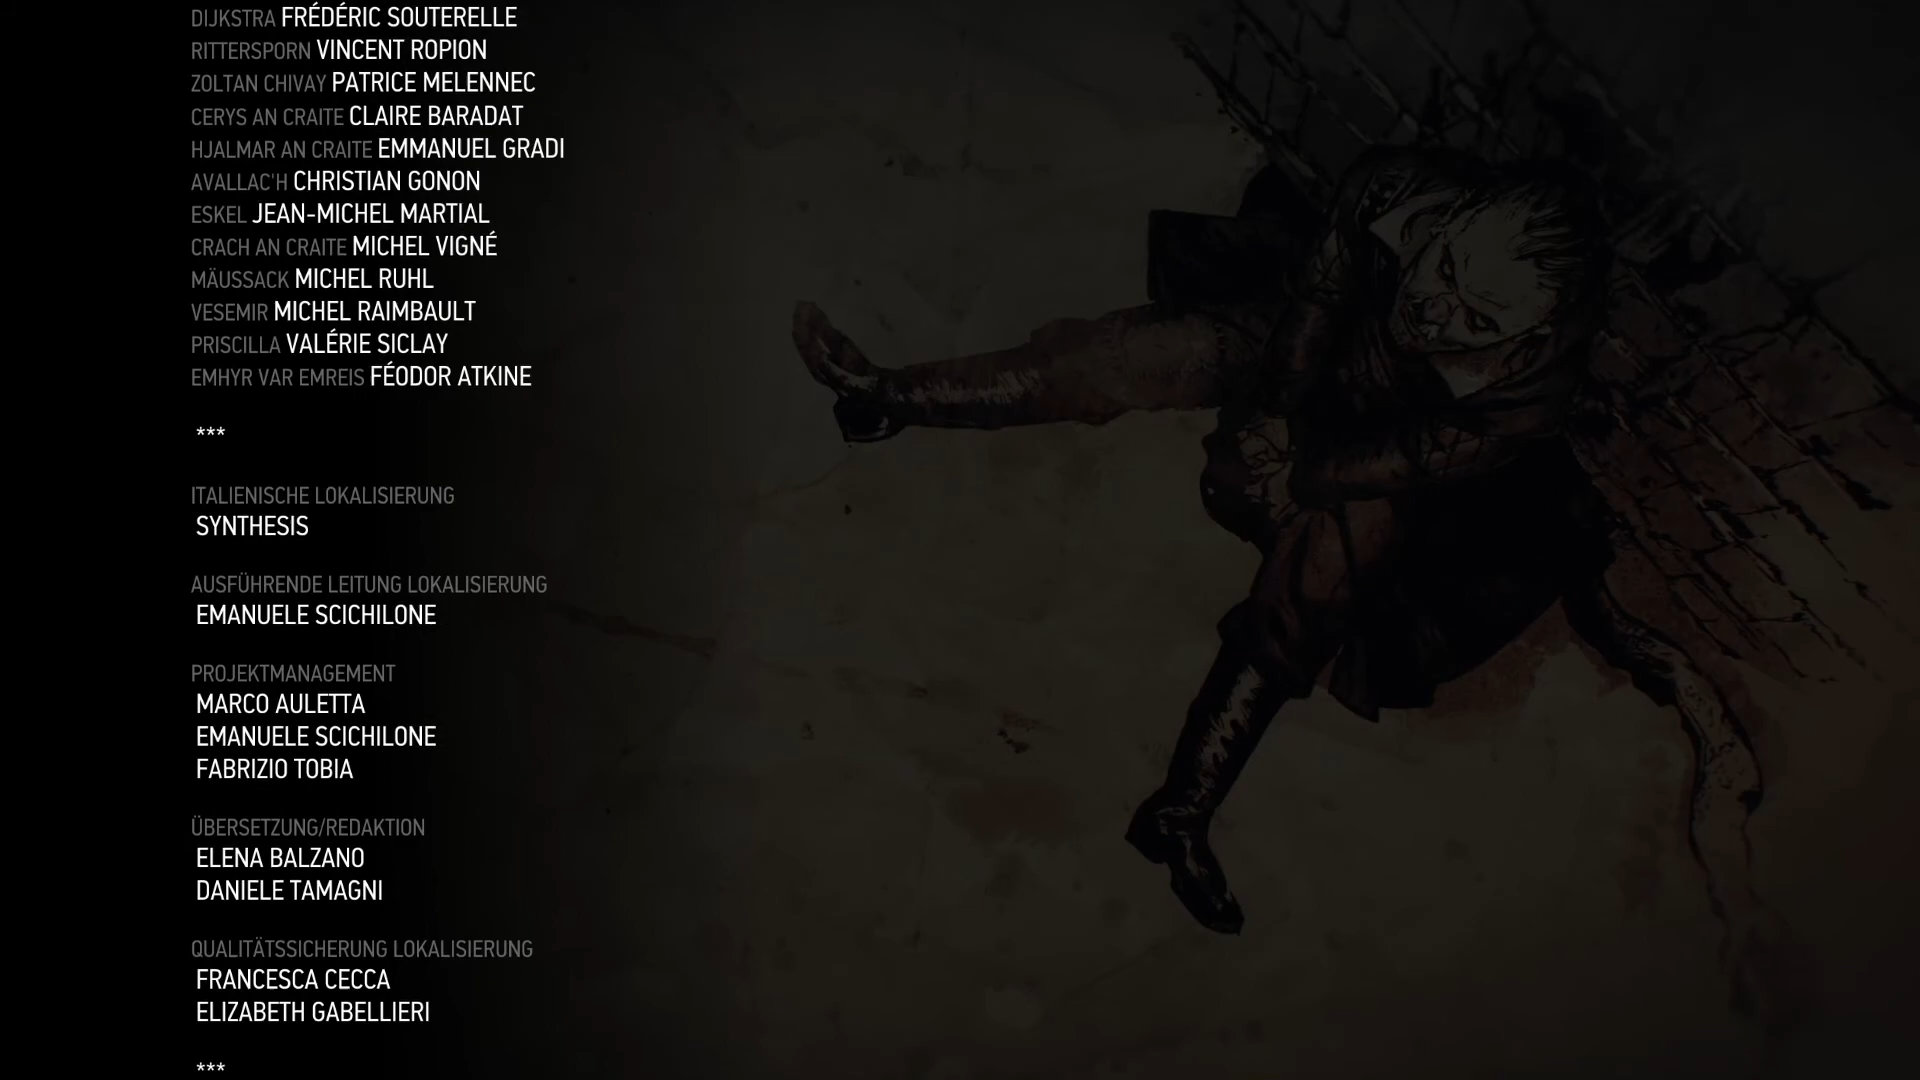 DIJKSTRA FRÉDÉRIC SOUTERELLE
RITTERSPORN VINCENT ROPION
ZOLTAN CHIVAY PATRICE MELENNEC
CERYS AN CRAITE CLAIRE BARADAT
HJALMAR AN CRAITE EMMANUEL GRADI
AVALLAC'H CHRISTIAN GONON
ESKEL JEAN-MICHEL MARTIAL
CRACH AN CRAITE MICHEL VIGNÉ
MÄUSSACK MICHEL RUHL
VESEMIR MICHEL RAIMBAULT
PRISCILLA VALÉRIE SICLAY
EMHYR VAR EMREIS FÉODOR ATKINE
***
ITALIENISCHE LOKALISIERUNG
SYNTHESIS
AUSFÜHRENDE LEITUNG LOKALISIERUNG
EMANUELE SCICHILONE
PROJEKTMANAGEMENT
MARCO AULETTA
EMANUELE SCICHILONE
FABRIZIO TOBIA
ÜBERSETZUNG/REDAKTION
ELENA BALZANO
DANIELE TAMAGNI
QUALITÄTSSICHERUNG LOKALISIERUNG
FRANCESCA CECCA
ELIZABETH GABELLIERI
***